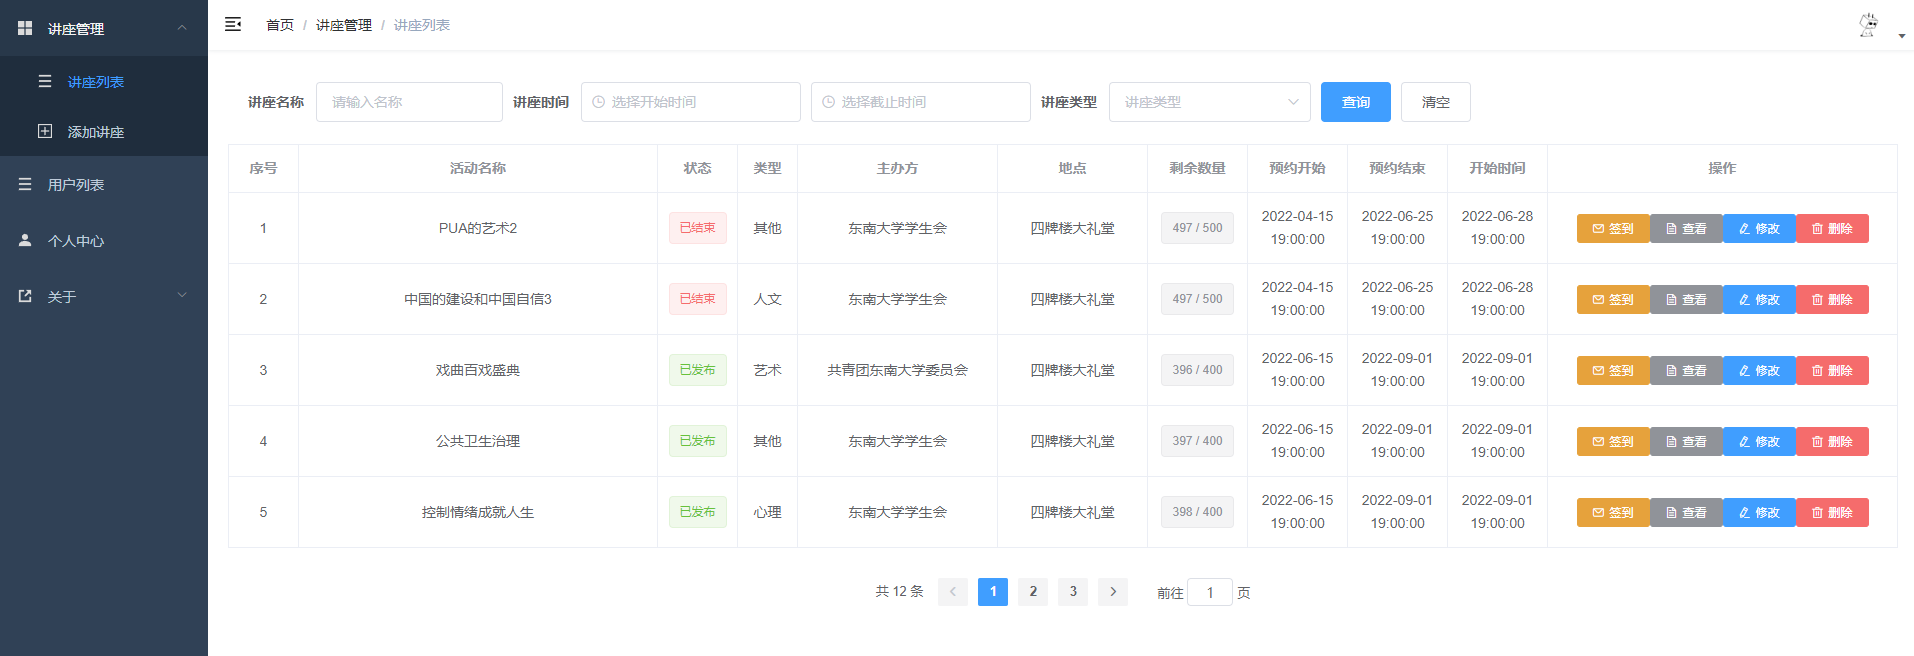 讲座管理
讲座列表
添加讲座
用户列表
个人中心
关于
首页 / 讲座管理 / 讲座列表
讲座名称 请输入名称 讲座时间 选择开始时间 选择截止时间 讲座类型 讲座类型 查询 清空
序号 活动名称 状态 类型 主办方 地点 剩余数量 预约开始 预约结束 开始时间 操作
1 PUA的艺术2 已结束 其他 东南大学学生会 四牌楼大礼堂 497 / 500 2022-04-15 19:00:00 2022-06-25 19:00:00 2022-06-28 19:00:00 签到 查看 修改 删除
2 中国的建设和中国自信3 已结束 人文 东南大学学生会 四牌楼大礼堂 497 / 500 2022-04-15 19:00:00 2022-06-25 19:00:00 2022-06-28 19:00:00 签到 查看 修改 删除
3 戏曲百戏盛典 已发布 艺术 共青团东南大学委员会 四牌楼大礼堂 396 / 400 2022-06-15 19:00:00 2022-09-01 19:00:00 2022-09-01 19:00:00 签到 查看 修改 删除
4 公共卫生治理 已发布 其他 东南大学学生会 四牌楼大礼堂 397 / 400 2022-06-15 19:00:00 2022-09-01 19:00:00 2022-09-01 19:00:00 签到 查看 修改 删除
5 控制情绪成就人生 已发布 心理 东南大学学生会 四牌楼大礼堂 398 / 400 2022-06-15 19:00:00 2022-09-01 19:00:00 2022-09-01 19:00:00 签到 查看 修改 删除
共 12 条 1 2 3 前往 1 页